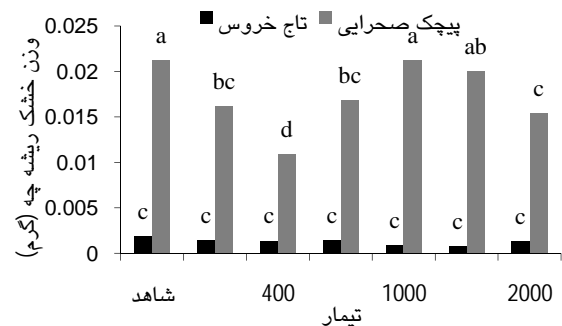 پیچک صحرایی تاج خروس
وزن خشک ریشه چه (گرم)
0.025
0.02
0.015
0.01
0.005
0
a
bc
d
bc
a
ab
c
c
c
c
c
c
c
c
شاهد
400
1000
2000
تیمار